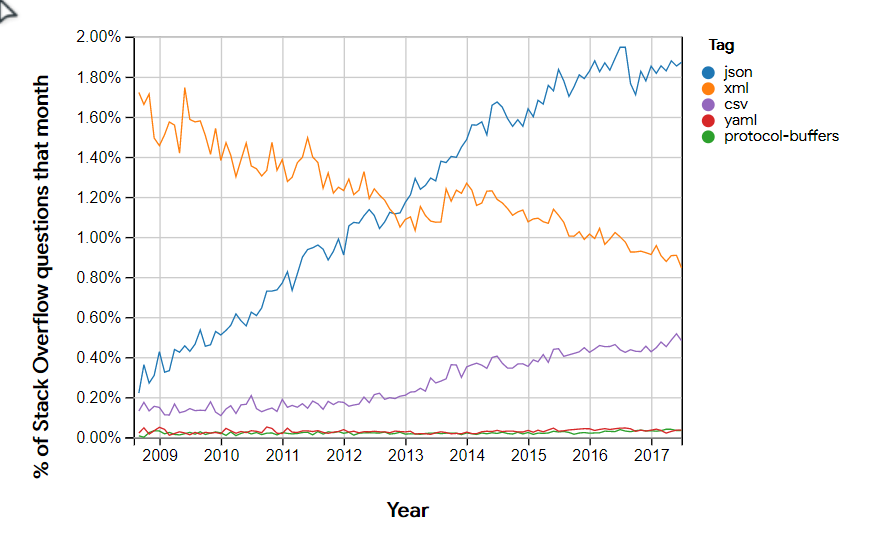 % of Stack Overflow questions that month
2.00%
1.80%
1.60%
1.40%
1.20%
1.00%
0.80%
0.60%
0.40%
0.20%
0.00%
2009 2010 2011 2012 2013 2014 2015 2016 2017
Year
Tag
json
xml
csv
yaml
protocol-buffers